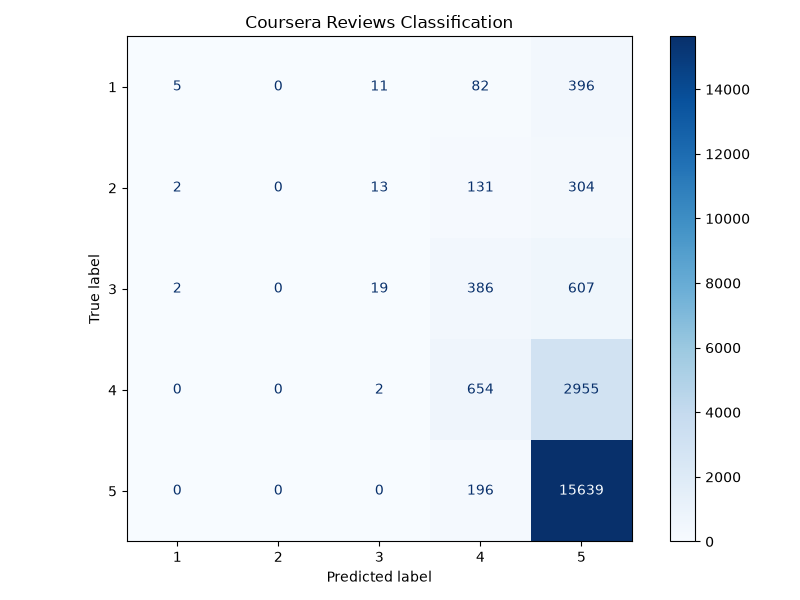 Coursera Reviews Classification
True label
1 5 0 11 82 396
2 2 0 13 131 304
3 2 0 19 386 607
4 0 0 2 654 2955
5 0 0 0 196 15639
1 2 3 4 5
Predicted label
14000
12000
10000
8000
6000
4000
2000
0